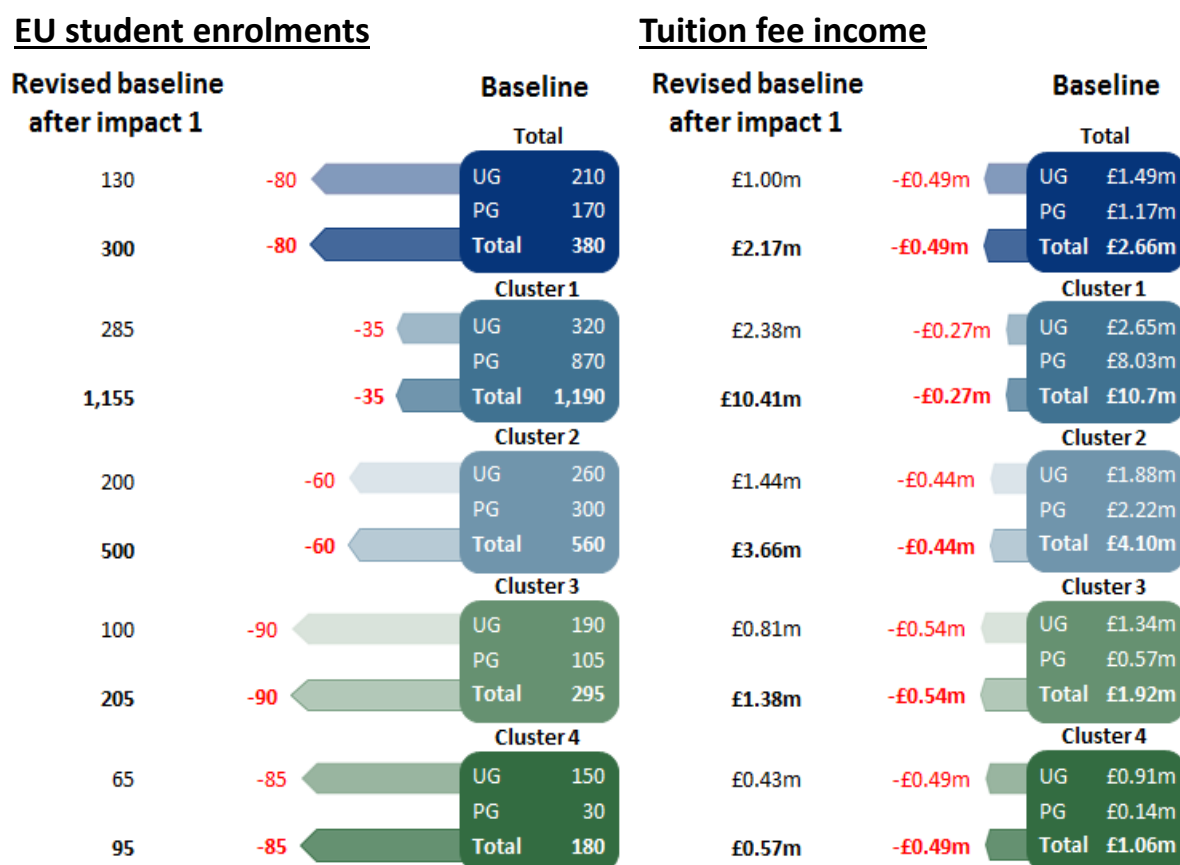 EU student enrolments
Revised baseline after impact 1
Baseline
Total
130 -80 UG 210
PG 170
300 -80 Total 380
Cluster 1
285 -35 UG 320
PG 870
1,155 -35 Total 1,190
Cluster 2
200 -60 UG 260
PG 300
500 -60 Total 560
Cluster 3
100 -90 UG 190
PG 105
205 -90 Total 295
Cluster 4
65 -85 UG 150
PG 30
95 -85 Total 180
Tuition fee income
Revised baseline after impact 1
Baseline
Total
£1.00m -£0.49m UG £1.49m
PG £1.17m
£2.17m -£0.49m Total £2.66m
Cluster 1
£2.38m -£0.27m UG £2.65m
PG £8.03m
£10.41m -£0.27m Total £10.7m
Cluster 2
£1.44m -£0.44m UG £1.88m
PG £2.22m
£3.66m -£0.44m Total £4.10m
Cluster 3
£0.81m -£0.54m UG £1.34m
PG £0.57m
£1.38m -£0.54m Total £1.92m
Cluster 4
£0.43m -£0.49m UG £0.91m
PG £0.14m
£0.57m -£0.49m Total £1.06m